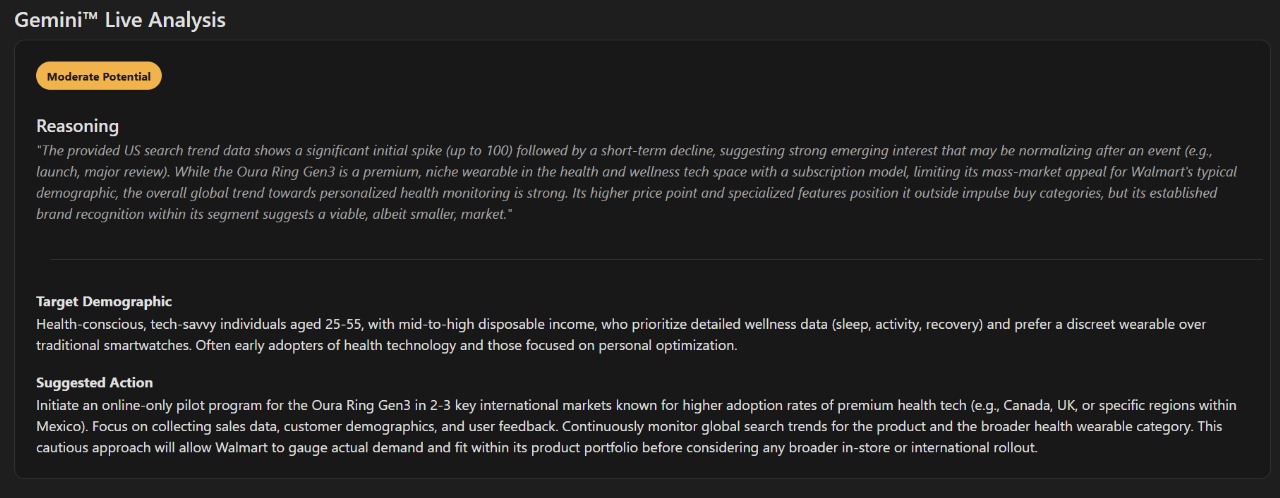 Gemini™ Live Analysis
Moderate Potential
Reasoning
"The provided US search trend data shows a significant initial spike (up to 100) followed by a short-term decline, suggesting strong emerging interest that may be normalizing after an event (e.g.,
launch, major review). While the Oura Ring Gen3 is a premium, niche wearable in the health and wellness tech space with a subscription model, limiting its mass-market appeal for Walmart's typical
demographic, the overall global trend towards personalized health monitoring is strong. Its higher price point and specialized features position it outside impulse buy categories, but its established
brand recognition within its segment suggests a viable, albeit smaller, market."
Target Demographic
Health-conscious, tech-savvy individuals aged 25-55, with mid-to-high disposable income, who prioritize detailed wellness data (sleep, activity, recovery) and prefer a discreet wearable over
traditional smartwatches. Often early adopters of health technology and those focused on personal optimization.
Suggested Action
Initiate an online-only pilot program for the Oura Ring Gen3 in 2-3 key international markets known for higher adoption rates of premium health tech (e.g., Canada, UK, or specific regions within
Mexico). Focus on collecting sales data, customer demographics, and user feedback. Continuously monitor global search trends for the product and the broader health wearable category. This
cautious approach will allow Walmart to gauge actual demand and fit within its product portfolio before considering any broader in-store or international rollout.